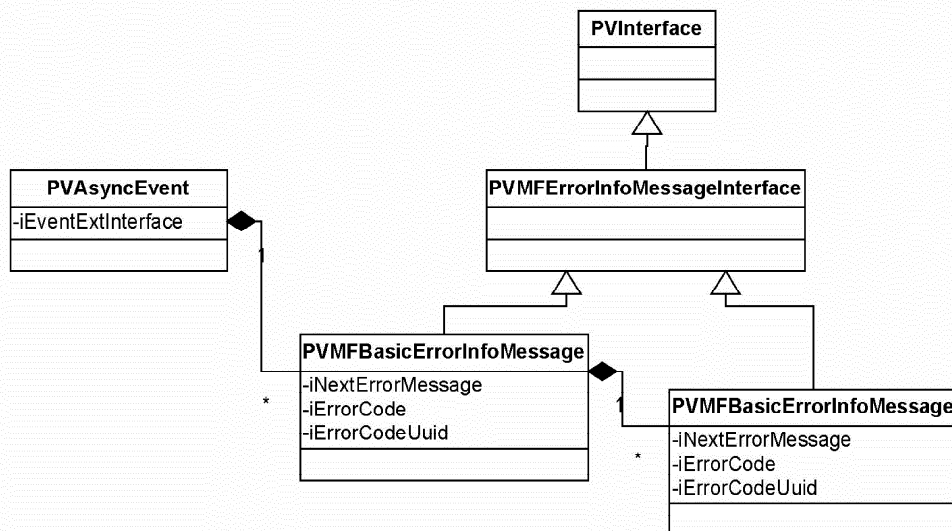 PVInterface
PVAsyncEvent
-iEventExtInterface
PVMFErrorInfoMessageInterface
1
PVMFBasicErrorInfoMessage
-iNextErrorMessage
-iErrorCode
-iErrorCodeUuid
*
1
PVMFBasicErrorInfoMessage
-iNextErrorMessage
-iErrorCode
-iErrorCodeUuid
*